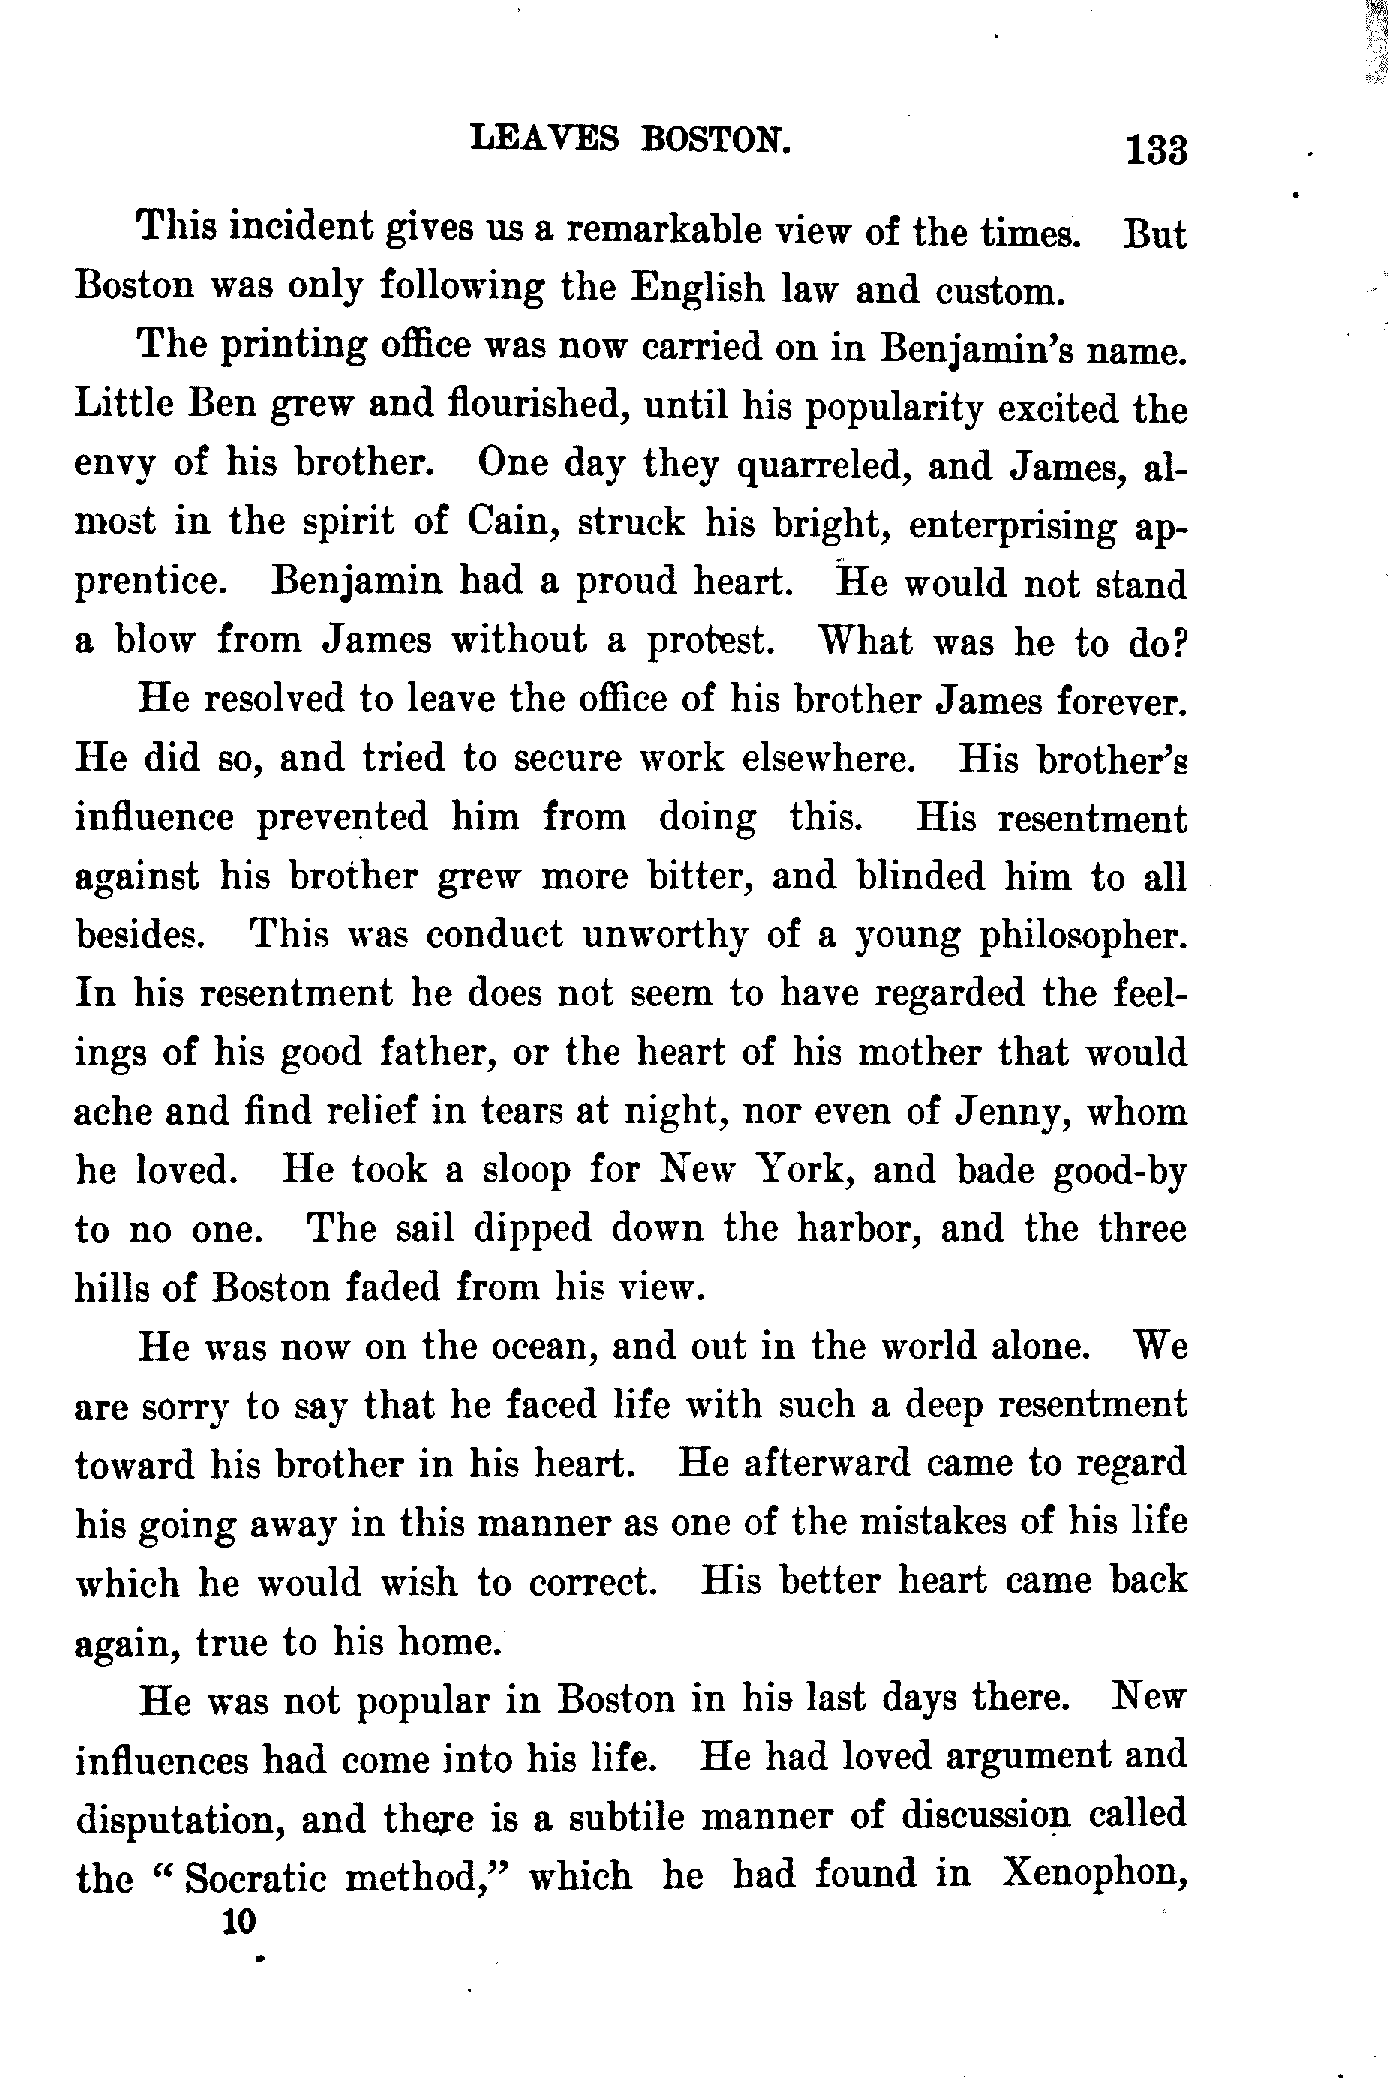 LEAVES BOSTON. 133
This incident gives us a remarkable view of the times. But
Boston was only following the English law and custom.
The printing office was now carried on in Benjamin's name.
Little Ben grew and flourished, until his popularity excited the
envy of his brother. One day they quarreled, and James, al-
most in the spirit of Cain, struck his bright, enterprising ap-
prentice. Benjamin had a proud heart. He would not stand
a blow from James without a protest. What was he to do?
He resolved to leave the office of his brother James forever.
He did so, and tried to secure work elsewhere. His brother's
influence prevented him from doing this. His resentment
against his brother grew more bitter, and blinded him to all
besides. This was conduct unworthy of a young philosopher.
In his resentment he does not seem to have regarded the feel-
ings of his good father, or the heart of his mother that would
ache and find relief in tears at night, nor even of Jenny, whom
he loved. He took a sloop for New York, and bade good-by
to no one. The sail dipped down the harbor, and the three
hills of Boston faded from his view.
He was now on the ocean, and out in the world alone. We
are sorry to say that he faced life with such a deep resentment
toward his brother in his heart. He afterward came to regard
his going away in this manner as one of the mistakes of his life
which he would wish to correct. His better heart came back
again, true to his home.
He was not popular in Boston in his last days there. New
influences had come into his life. He had loved argument and
disputation, and there is a subtile manner of discussion called
the " Socratic method," which he had found in Xenophon,
10